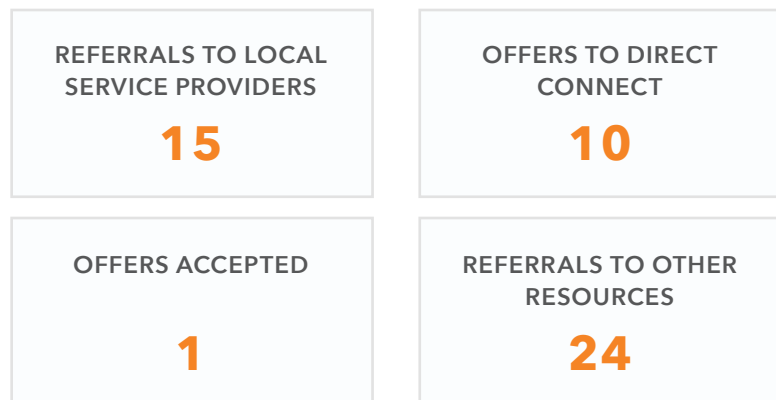 REFERRALS TO LOCAL
SERVICE PROVIDERS
15
OFFERS TO DIRECT
CONNECT
10
OFFERS ACCEPTED
1
REFERRALS TO OTHER
RESOURCES
24